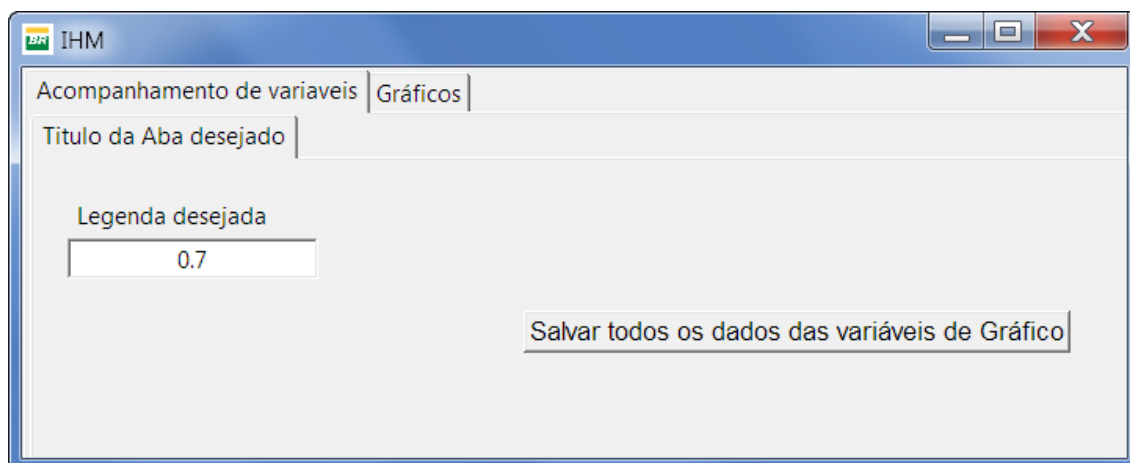 BR IHM
Acompanhamento de variaveis Gráficos
Titulo da Aba desejado
Legenda desejada
0.7
Salvar todos os dados das variáveis de Gráfico